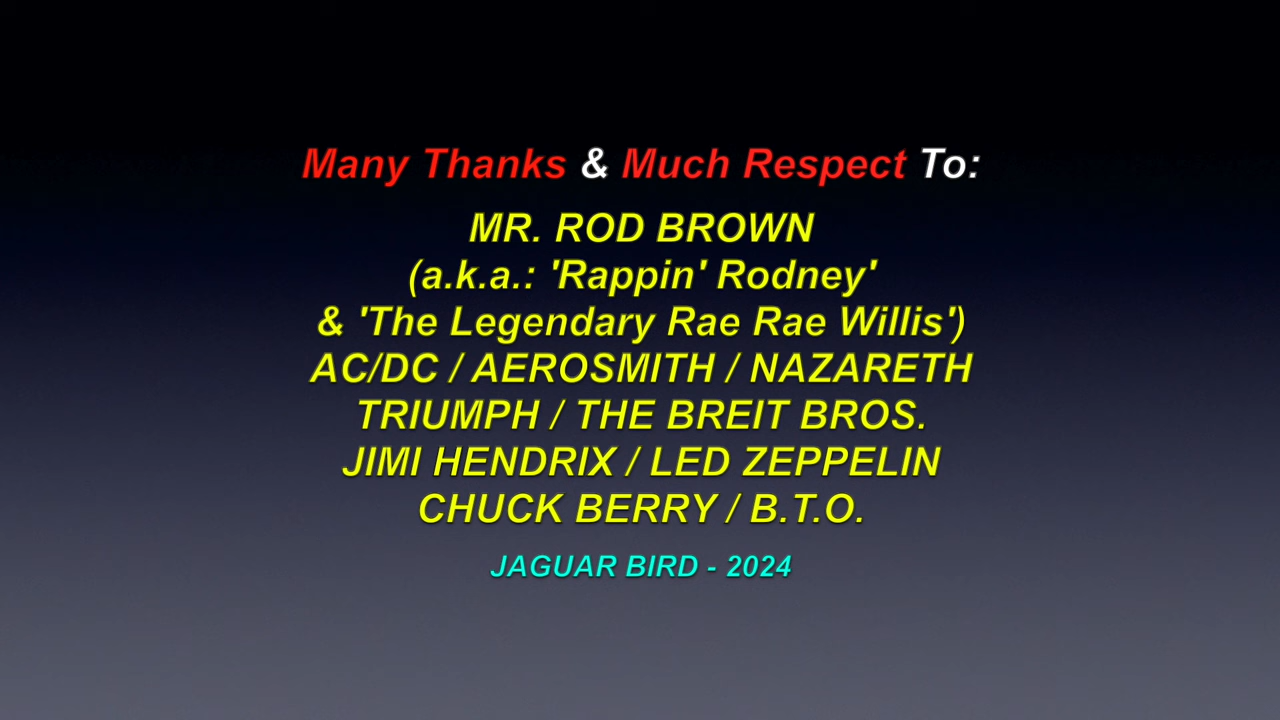 Many Thanks & Much Respect To:
MR. ROD BROWN
(a.k.a.: 'Rappin' Rodney'
& 'The Legendary Rae Rae Willis')
AC/DC / AEROSMITH / NAZARETH
TRIUMPH / THE BREIT BROS.
JIMI HENDRIX / LED ZEPPELIN
CHUCK BERRY / B.T.O.
JAGUAR BIRD - 2024